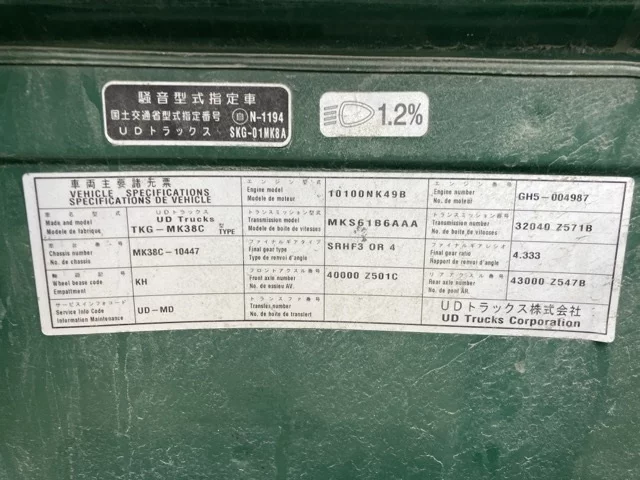 騒音型式指定車
国土交通省型式指定番号 自 N-1194
UDトラックス SKG-01MK8A
1.2%
車両主要諸元票
VEHICLE SPECIFICATIONS
SPECIFICATIONS DE VEHICLE
車名型式
Made and model
Modele de fabrique
UDトラックス
UD Trucks
TKG-MK38C 型 TYPE
車台番号
Chassis number
No. de chassis
MK38C-10447
軸距記号
Wheel beuse code
Empattment
KH
サービスインフォコード
Service Info Code
Information Maintenance
UD-MD
エンジン型式
Engine model
Modele de moteur
10100NK49B
トランスミッション型式
Transmission model
Modele de boite de vitesses
MKS61B6AAA
ファイナルギアタイプ
Final gear type
Type de renvoi d'angle
SRHF3 OR 4
フロントアクスル番号
Front axle number
No. de essieu AV.
40000 Z501C
トランスファ番号
Transfer number
No. de boite de transfert
エンジン番号
Engine number
No. de moteur
GH5-004987
トランスミッション番号
Transmission number
No. de boite de vitesses
32040 Z571B
ファイナルギアレシオ
Final gear ratio
Rapport de renvoi d'angle
4.333
リアアクスル番号
Rear axle number
No. de pont AR.
43000 Z547B
UDトラックス株式会社
UD Trucks Corporation